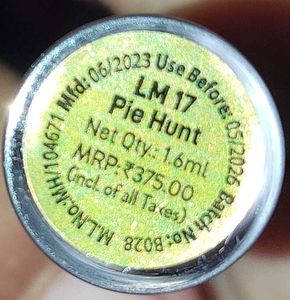 Mfd: 06/2023 Use Before: 05/2026 Batch No: B028 M.L.No-MH/104671
LM 17
Pie Hunt
Net Qty.: 1.6ml
MRP:₹375.00
(incl. of all Taxes)